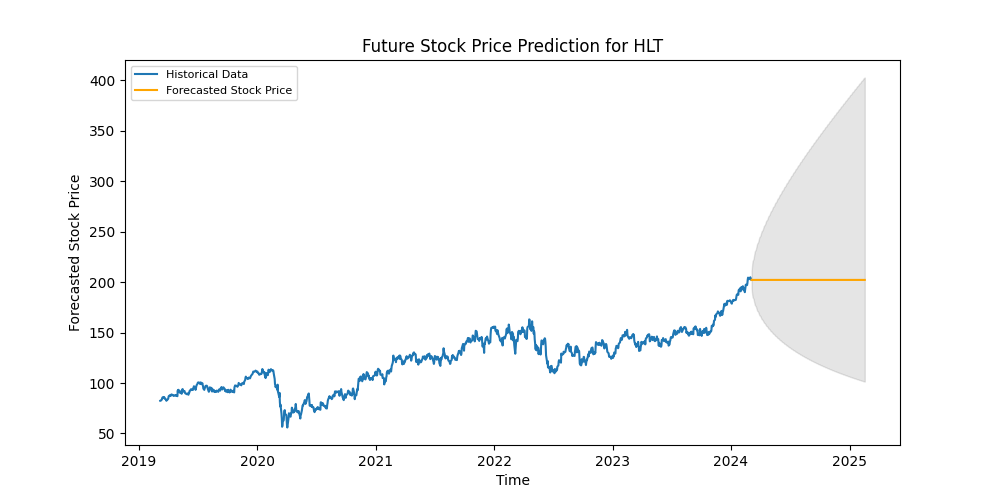 Future Stock Price Prediction for HLT
Historical Data
Forecasted Stock Price
400
350
300
250
200
150
100
50
Forecasted Stock Price
2019 2020 2021 2022 2023 2024 2025
Time